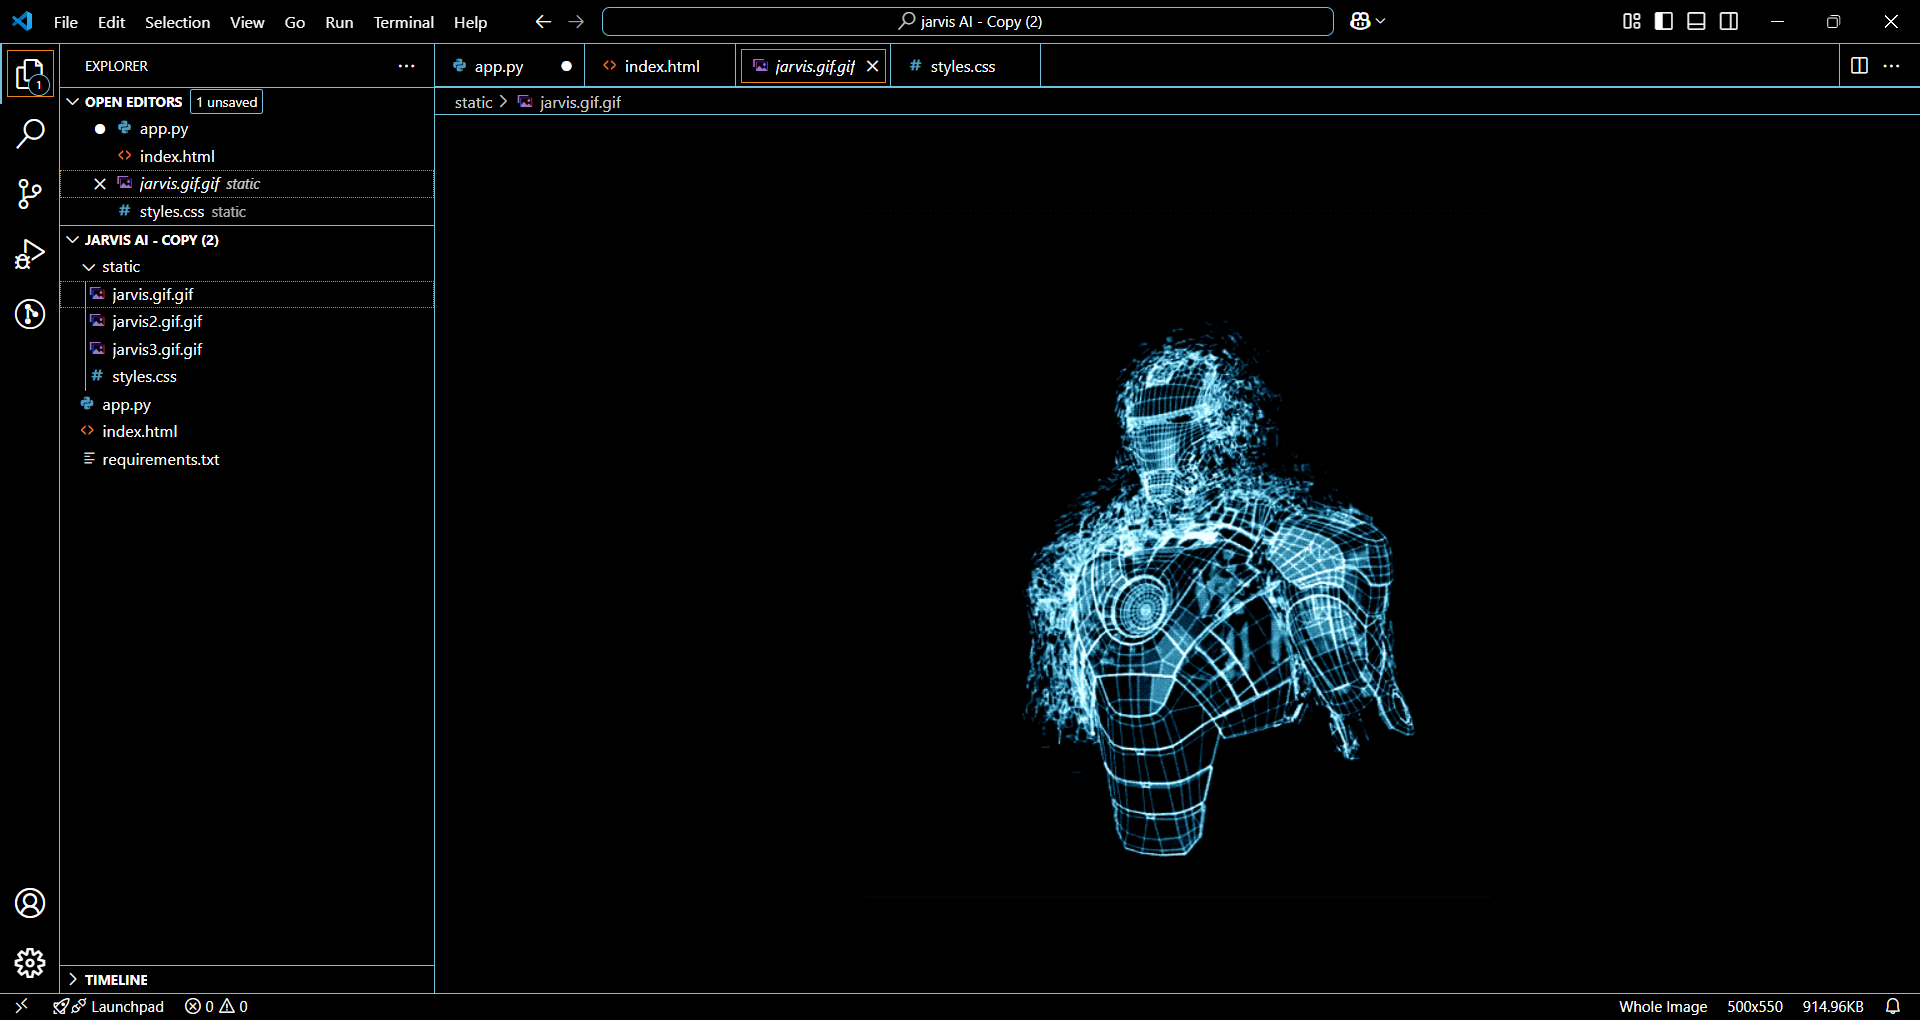 File Edit Selection View Go Run Terminal Help
jarvis AI - Copy (2)
EXPLORER
app.py
index.html
jarvis.gif.gif
styles.css
OPEN EDITORS 1 unsaved
static > jarvis.gif.gif
app.py
index.html
jarvis.gif.gif static
styles.css static
JARVIS AI - COPY (2)
static
jarvis.gif.gif
jarvis2.gif.gif
jarvis3.gif.gif
styles.css
app.py
index.html
requirements.txt
1
TIMELINE
Launchpad 0 0
Whole Image 500x550 914.96KB